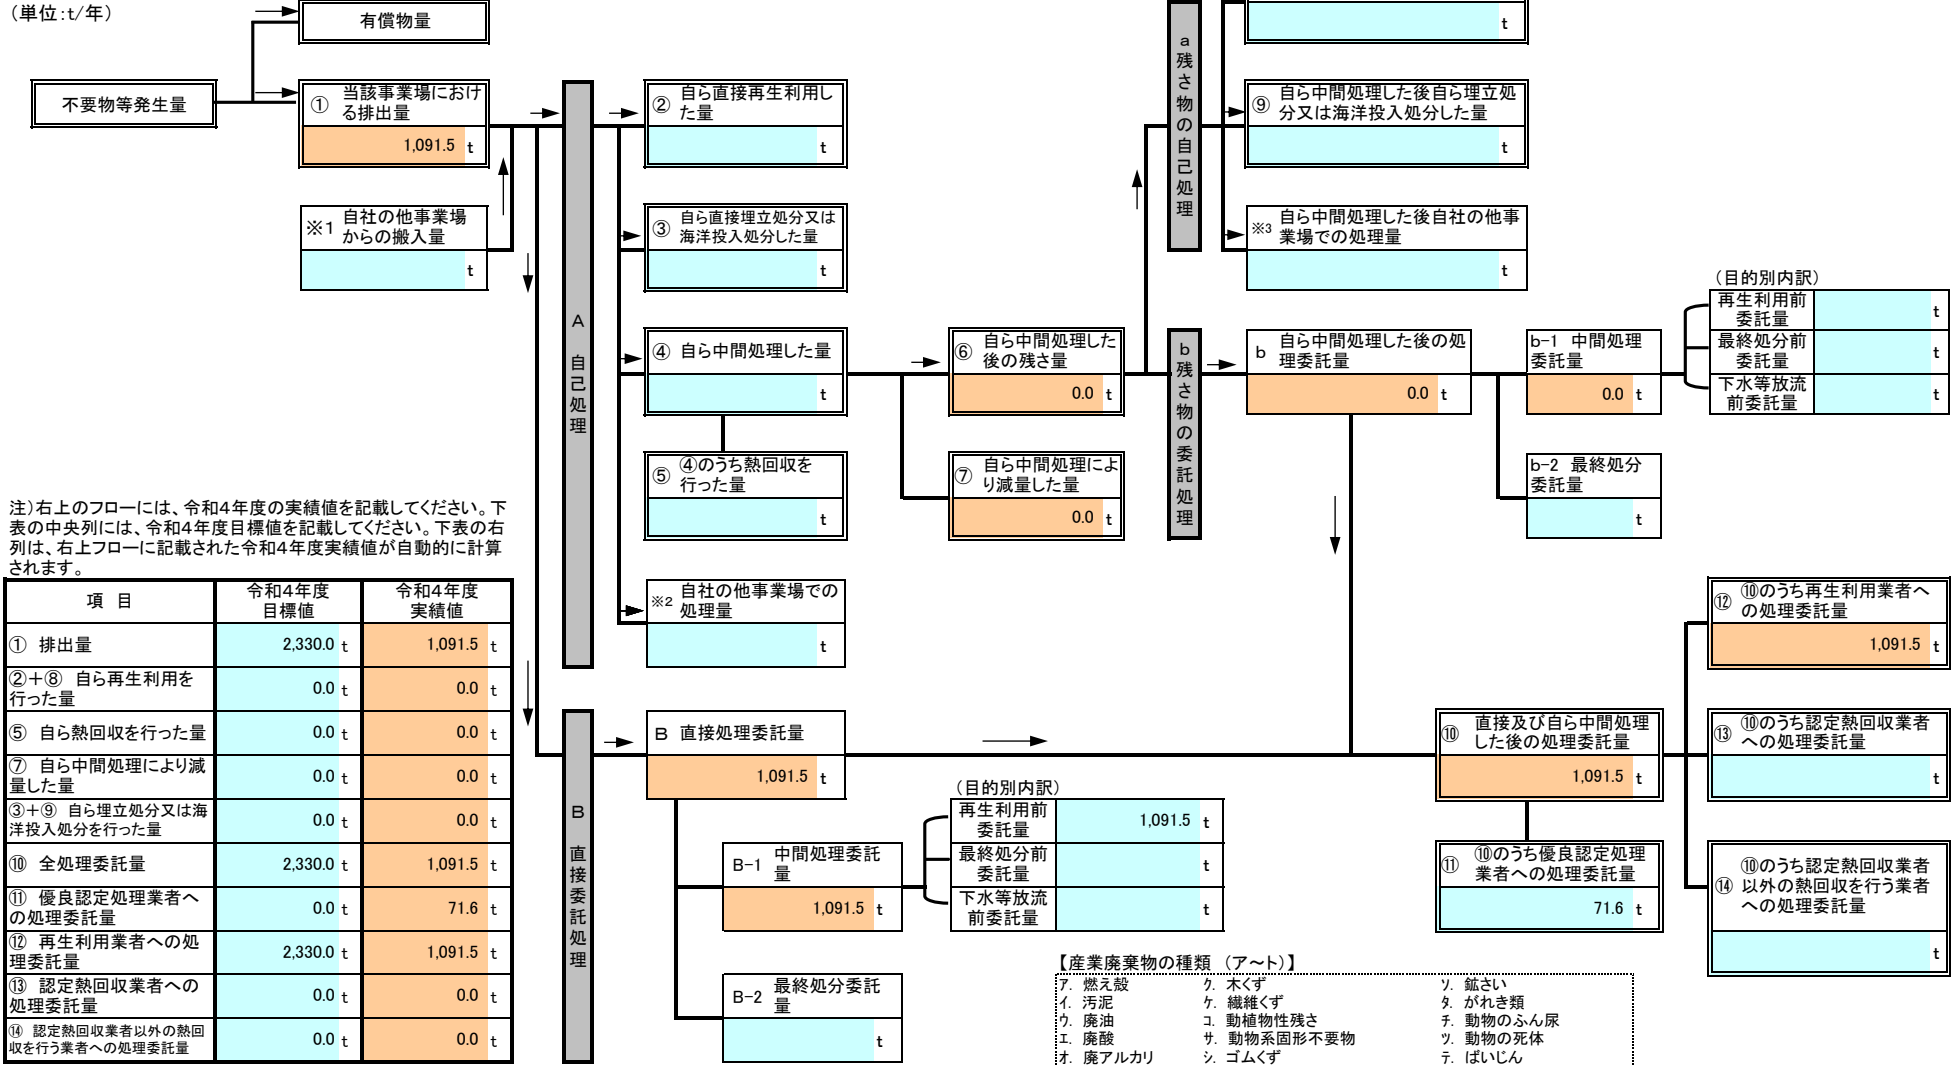 (単位:t/年)
有償物量
不要物等発生量
① 当該事業場におけ
る排出量
1,091.5 t
※1 自社の他事業場
からの搬入量
t
A 自己処理
② 自ら直接再生利用し
た量
t
③ 自ら直接埋立処分又は
海洋投入処分した量
t
④ 自ら中間処理した量
t
⑤ ④のうち熱回収を
行った量
t
※2 自社の他事業場での
処理量
t
⑥ 自ら中間処理した
後の残さ量
0.0 t
⑦ 自ら中間処理によ
り減量した量
0.0 t
a 残さ物の自己処理
t
⑨ 自ら中間処理した後自ら埋立処
分又は海洋投入処分した量
t
※3 自ら中間処理した後自社の他事
業場での処理量
t
b 残さ物の委託処理
b 自ら中間処理した後の処
理委託量
0.0 t
b-1 中間処理
委託量
0.0 t
(目的別内訳)
再生利用前
委託量
t
最終処分前
委託量
t
下水等放流
前委託量
t
b-2 最終処分
委託量
t
注)右上のフローには、令和4年度の実績値を記載してください。下
表の中央列には、令和4年度目標値を記載してください。下表の右
列は、右上フローに記載された令和4年度実績値が自動的に計算
されます。
項 目 令和4年度 目標値 令和4年度 実績値
① 排出量 2,330.0 t 1,091.5 t
②+⑧ 自ら再生利用を
行った量 0.0 t 0.0 t
⑤ 自ら熱回収を行った量 0.0 t 0.0 t
⑦ 自ら中間処理により減
量した量 0.0 t 0.0 t
③+⑨ 自ら埋立処分又は海
洋投入処分を行った量 0.0 t 0.0 t
⑩ 全処理委託量 2,330.0 t 1,091.5 t
⑪ 優良認定処理業者へ
の処理委託量 0.0 t 71.6 t
⑫ 再生利用業者への処
理委託量 2,330.0 t 1,091.5 t
⑬ 認定熱回収業者への
処理委託量 0.0 t 0.0 t
⑭ 認定熱回収業者以外の熱回
収を行う業者への処理委託量 0.0 t 0.0 t
B 直接委託処理
B 直接処理委託量
1,091.5 t
B-1 中間処理委託
量
1,091.5 t
(目的別内訳)
再生利用前
委託量
1,091.5 t
最終処分前
委託量
t
下水等放流
前委託量
t
B-2 最終処分委託
量
t
⑩ 直接及び自ら中間処理
した後の処理委託量
1,091.5 t
⑪ ⑩のうち優良認定処理
業者への処理委託量
71.6 t
⑫ ⑩のうち再生利用業者へ
の処理委託量
1,091.5 t
⑬ ⑩のうち認定熱回収業者
への処理委託量
t
⑭ ⑩のうち認定熱回収業者
以外の熱回収を行う業者
への処理委託量
t
【産業廃棄物の種類 (ア~ト)】
ア. 燃え殻 ク. 木くず ソ. 鉱さい
イ. 汚泥 ケ. 繊維くず タ. がれき類
ウ. 廃油 コ. 動植物性残さ チ. 動物のふん尿
エ. 廃酸 サ. 動物系固形不要物 ツ. 動物の死体
オ. 廃アルカリ シ. ゴムくず テ. ばいじん